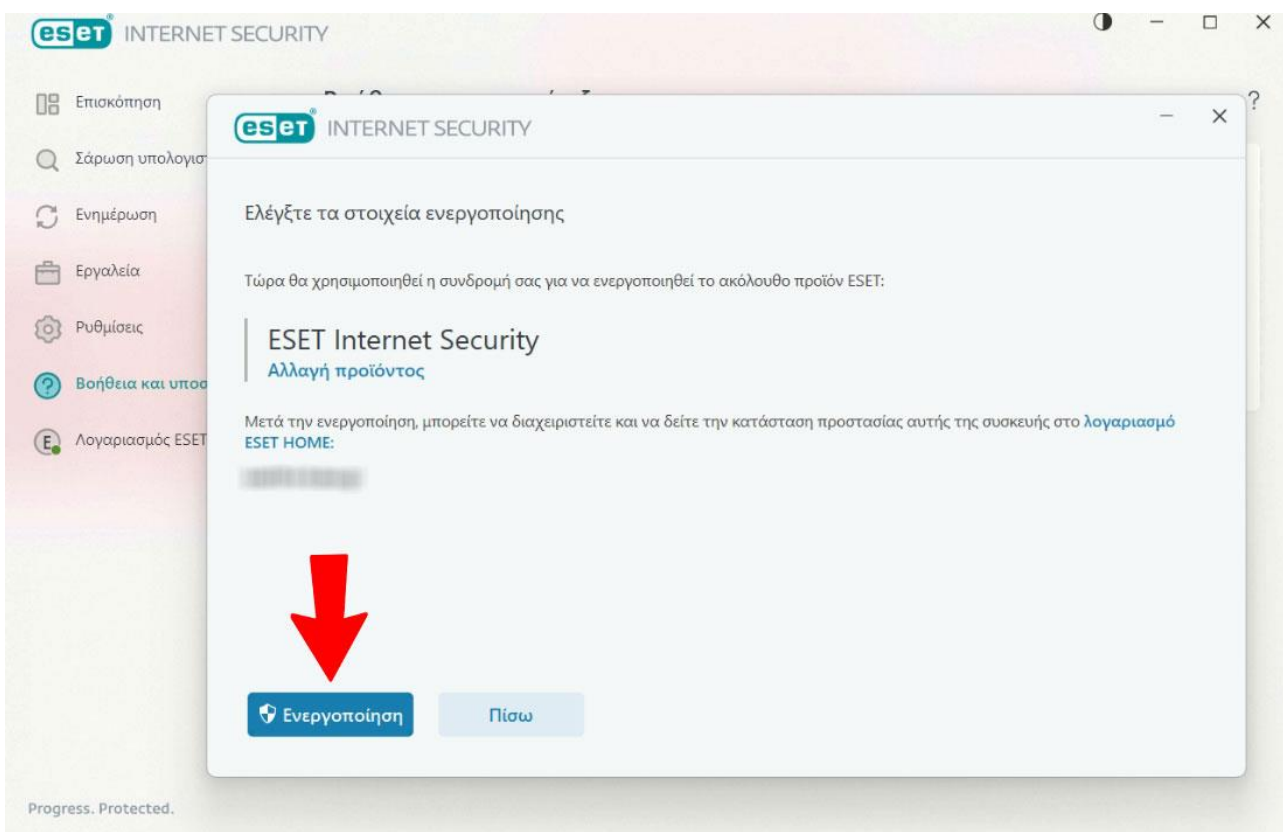 eset INTERNET SECURITY
Επισκόπηση
?
eset INTERNET SECURITY
Σάρωση
Ενημέρωση
Ελέγξτε τα στοιχεία ενεργοποίησης
Εργαλεία
Τώρα θα χρησιμοποιηθεί η συνδρομή σας για να ενεργοποιηθεί το ακόλουθο προϊόν ESET:
Ρυθμίσεις
ESET Internet Security
Αλλαγή προϊόντος
Βοήθεια και
Μετά την ενεργοποίηση, μπορείτε να διαχειριστείτε και να δείτε την κατάσταση προστασίας αυτής της συσκευής στο λογαριασμό
ESET HOME:
Λογαριασμός ESET
Ενεργοποίηση
Πίσω
Progress. Protected.